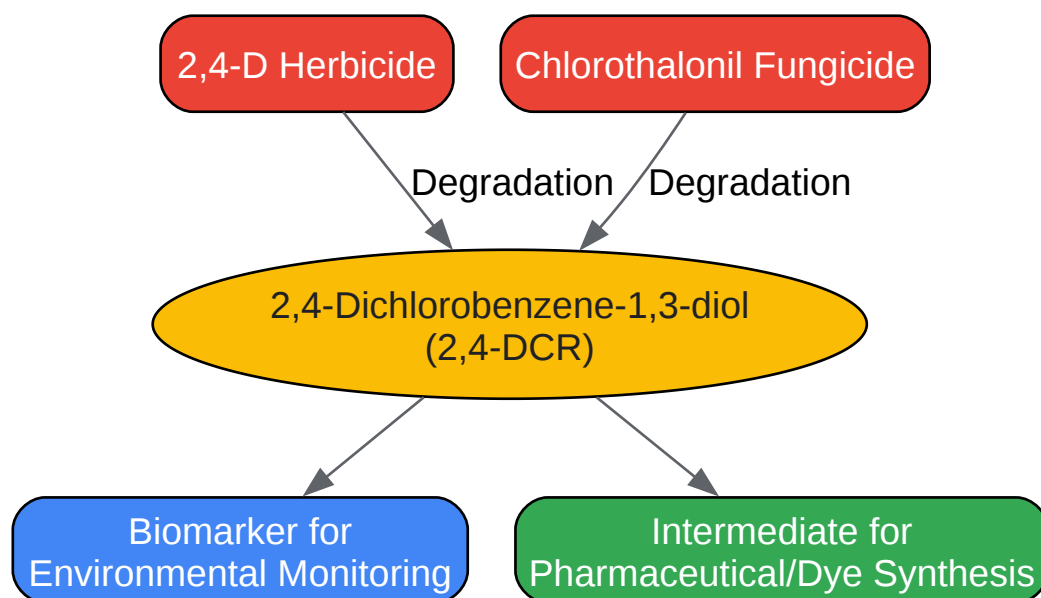 2,4-D Herbicide
Chlorothalonil Fungicide
Degradation
Degradation
2,4-Dichlorobenzene-1,3-diol
(2,4-DCR)
Biomarker for
Environmental Monitoring
Intermediate for
Pharmaceutical/Dye Synthesis